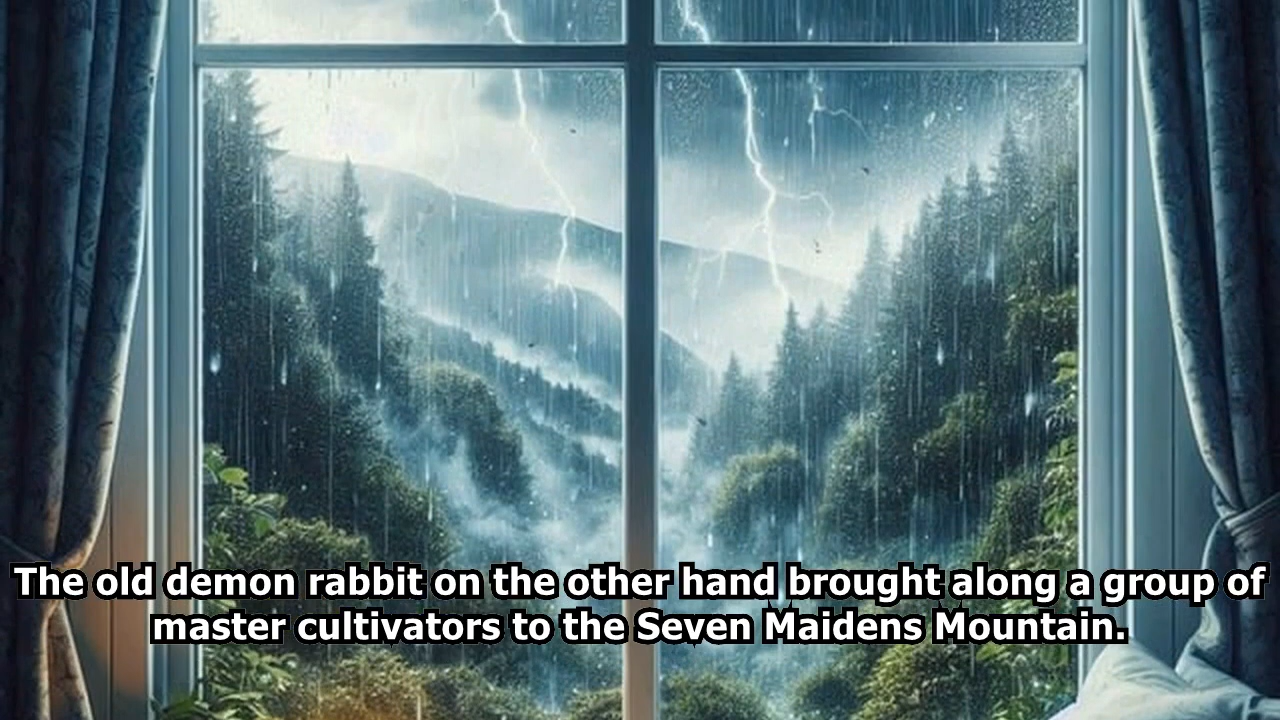 The old demon rabbit on the other hand brought along a group of
master cultivators to the Seven Maidens Mountain.